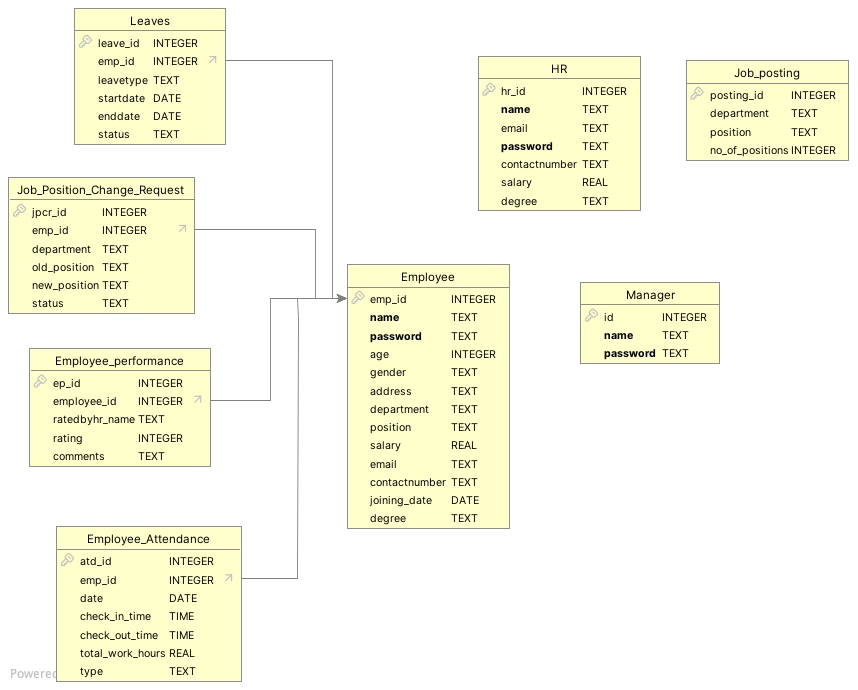 Leaves
leave_id INTEGER
emp_id INTEGER
leavetype TEXT
startdate DATE
enddate DATE
status TEXT
HR
hr_id INTEGER
name TEXT
email TEXT
password TEXT
contactnumber TEXT
salary REAL
degree TEXT
Job_posting
posting_id INTEGER
department TEXT
position TEXT
no_of_positions INTEGER
Job_Position_Change_Request
jpcr_id INTEGER
emp_id INTEGER
department TEXT
old_position TEXT
new_position TEXT
status TEXT
Employee
emp_id INTEGER
name TEXT
password TEXT
age INTEGER
gender TEXT
address TEXT
department TEXT
position TEXT
salary REAL
email TEXT
contactnumber TEXT
joining_date DATE
degree TEXT
Manager
id INTEGER
name TEXT
password TEXT
Employee_performance
ep_id INTEGER
employee_id INTEGER
ratedbyhr_name TEXT
rating INTEGER
comments TEXT
Employee_Attendance
atd_id INTEGER
emp_id INTEGER
date DATE
check_in_time TIME
check_out_time TIME
total_work_hours REAL
type TEXT
Powered